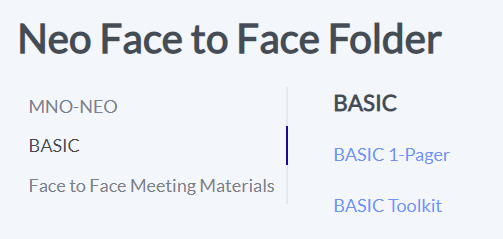 Neo Face to Face Folder
MNO-NEO
BASIC
Face to Face Meeting Materials
BASIC
BASIC 1-Pager
BASIC Toolkit